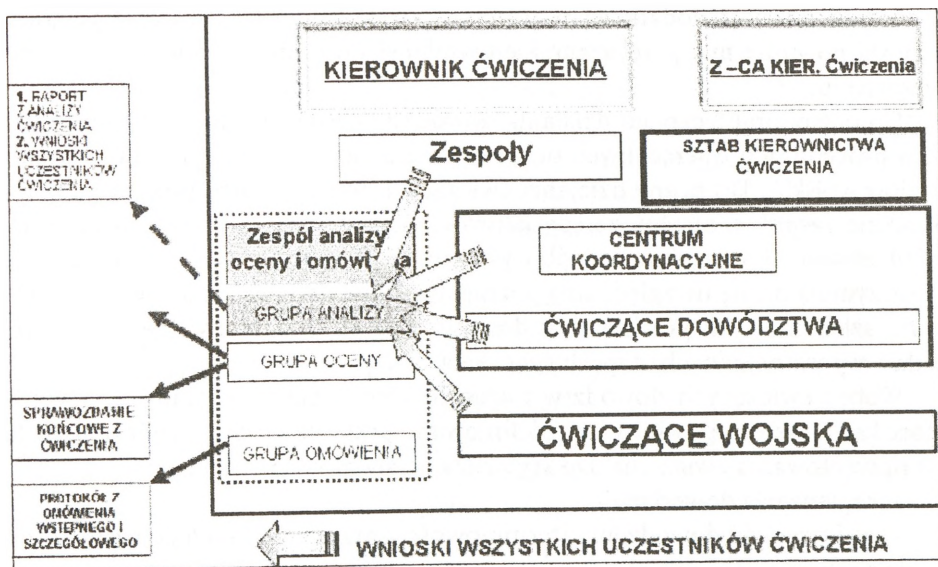 KIEROWNIK ĆWICZENIA
Z –CA KIER. Ćwiczenia
1. RAPORT
Z ANALIZY
ĆWICZENIA
2. WNIOSKI
WSZYSTKICH
UCZESTNIKÓW
ĆWICZENIA
Zespoły
SZTAB KIEROWNICTWA
ĆWICZENIA
Zespół analizy
oceny i omów
a
CENTRUM
KOORDYNACYJNE
GRUPA ANALIZY
ĆWICZĄCE DOWÓDZTWA
GRUPA OCENY
SPRAWOZDANIE
KOŃCOWE Z
ĆWICZENIA
ĆWICZĄCE WOJSKA
GRUPA OMÓWIENIA
PROTOKÓŁ Z
OMÓWIENIA
WSTĘPNEGO I
SZCZEGÓŁOWEGO
WNIOSKI WSZYSTKICH UCZESTNIKÓW ĆWICZENIA